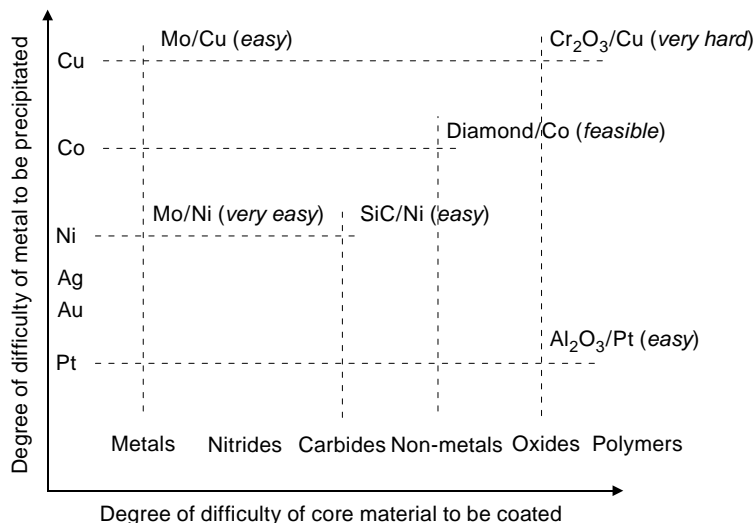 Degree of difficulty of metal to be precipitated
Mo/Cu (easy) Cr₂O₃/Cu (very hard)
Cu
Diamond/Co (feasible)
Co
Mo/Ni (very easy) SiC/Ni (easy)
Ni
Ag
Au
Al₂O₃/Pt (easy)
Pt
Metals Nitrides Carbides Non-metals Oxides Polymers
Degree of difficulty of core material to be coated